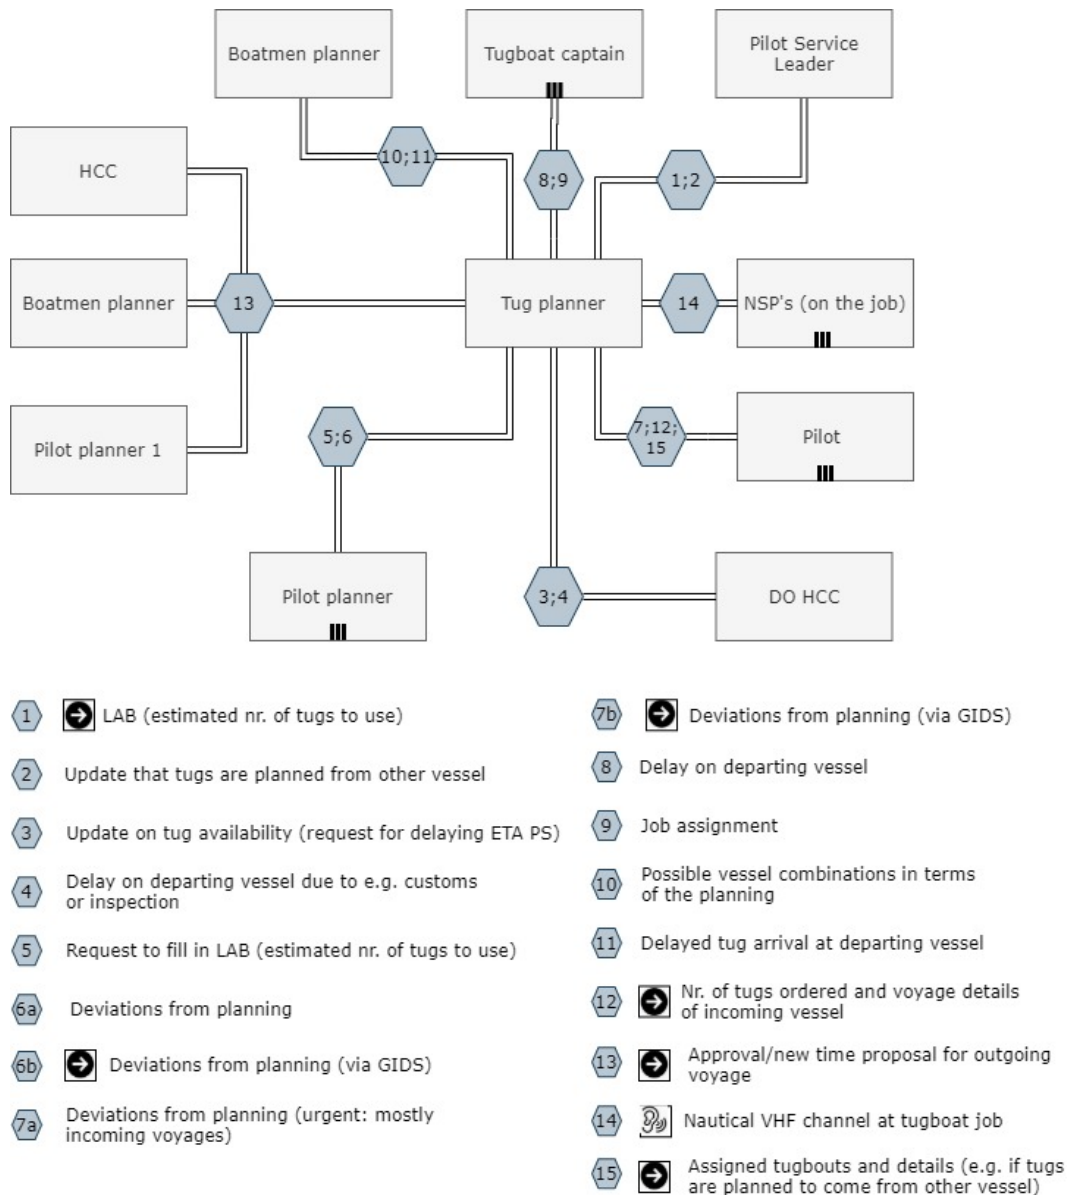 Boatmen planner
Tugboat captain
Pilot Service
Leader
HCC
10;11
8;9
1;2
Boatmen planner
13
Tug planner
14
NSP's (on the job)
Pilot planner 1
5;6
7;12;
15
Pilot
Pilot planner
3;4
DO HCC
1 LAB (estimated nr. of tugs to use)
2 Update that tugs are planned from other vessel
3 Update on tug availability (request for delaying ETA PS)
4 Delay on departing vessel due to e.g. customs
or inspection
5 Request to fill in LAB (estimated nr. of tugs to use)
6a Deviations from planning
6b Deviations from planning (via GIDS)
7a Deviations from planning (urgent: mostly
incoming voyages)
7b Deviations from planning (via GIDS)
8 Delay on departing vessel
9 Job assignment
10 Possible vessel combinations in terms
of the planning
11 Delayed tug arrival at departing vessel
12 Nr. of tugs ordered and voyage details
of incoming vessel
13 Approval/new time proposal for outgoing
voyage
14 Nautical VHF channel at tugboat job
15 Assigned tugbouts and details (e.g. if tugs
are planned to come from other vessel)